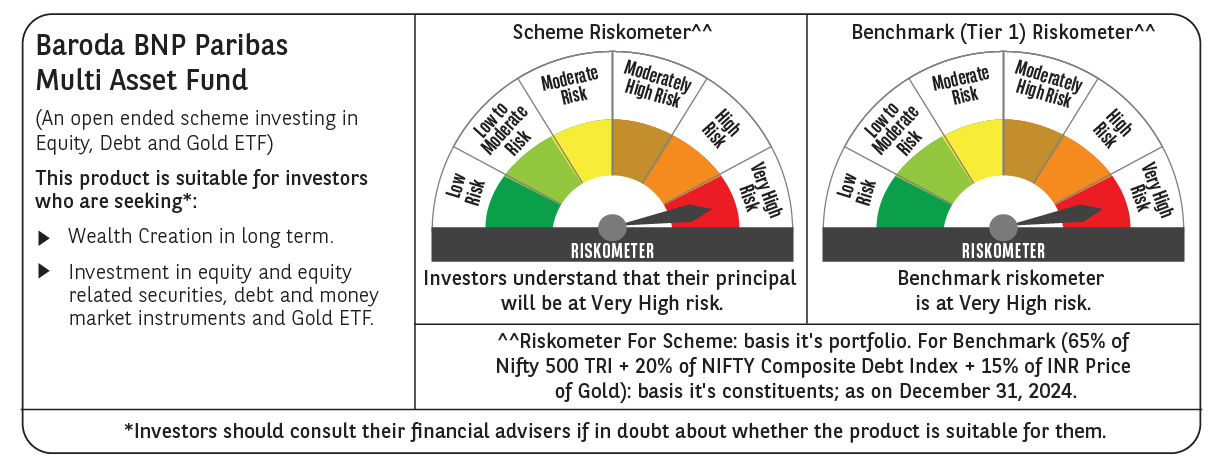 Baroda BNP Paribas
Multi Asset Fund
(An open ended scheme investing in
Equity, Debt and Gold ETF)
This product is suitable for investors
who are seeking*:
Wealth Creation in long term.
Investment in equity and equity
related securities, debt and money
market instruments and Gold ETF.
Scheme Riskometer^^
Low
Risk
Low to
Moderate
Risk
Moderate
Risk
Moderately
High Risk
High
Risk
Very High
Risk
RISKOMETER
Investors understand that their principal
will be at Very High risk.
Benchmark (Tier 1) Riskometer^^
Low
Risk
Low to
Moderate
Risk
Moderate
Risk
Moderately
High Risk
High
Risk
Very High
Risk
RISKOMETER
Benchmark riskometer
is at Very High risk.
^^Riskometer For Scheme: basis it's portfolio. For Benchmark (65% of
Nifty 500 TRI + 20% of NIFTY Composite Debt Index + 15% of INR Price
of Gold): basis it's constituents; as on December 31, 2024.
*Investors should consult their financial advisers if in doubt about whether the product is suitable for them.